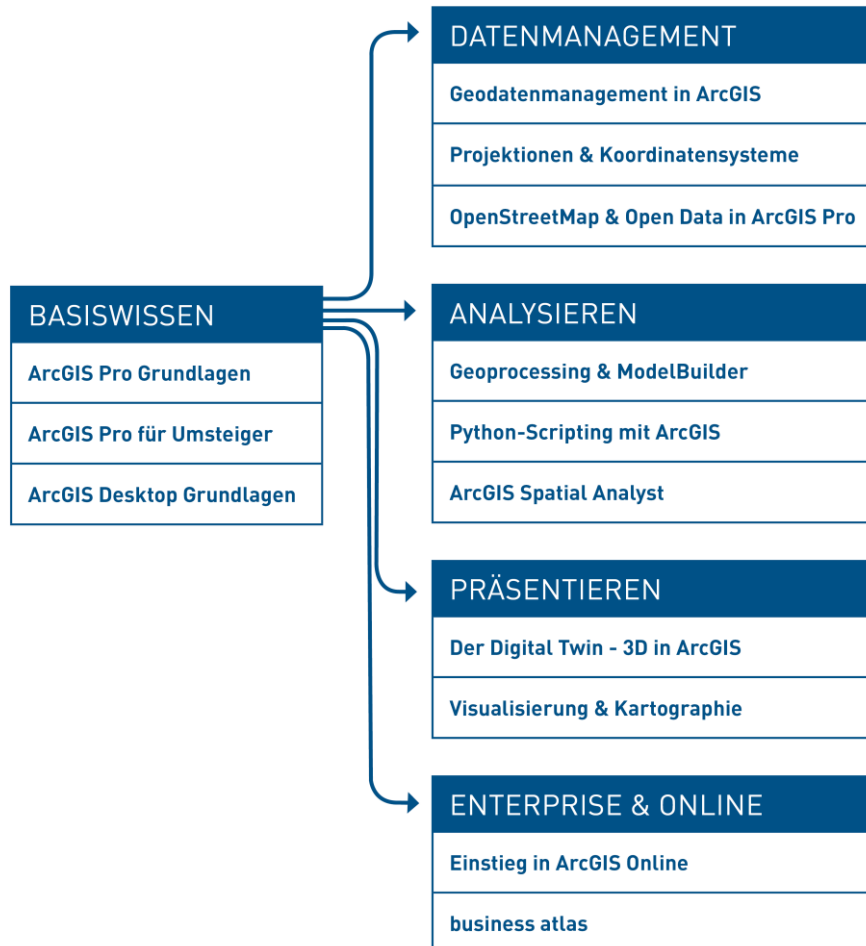 BASISWISSEN
ArcGIS Pro Grundlagen
ArcGIS Pro für Umsteiger
ArcGIS Desktop Grundlagen
DATENMANAGEMENT
Geodatenmanagement in ArcGIS
Projektionen & Koordinatensysteme
OpenStreetMap & Open Data in ArcGIS Pro
ANALYSIEREN
Geoprocessing & ModelBuilder
Python-Scripting mit ArcGIS
ArcGIS Spatial Analyst
PRÄSENTIEREN
Der Digital Twin - 3D in ArcGIS
Visualisierung & Kartographie
ENTERPRISE & ONLINE
Einstieg in ArcGIS Online
business atlas